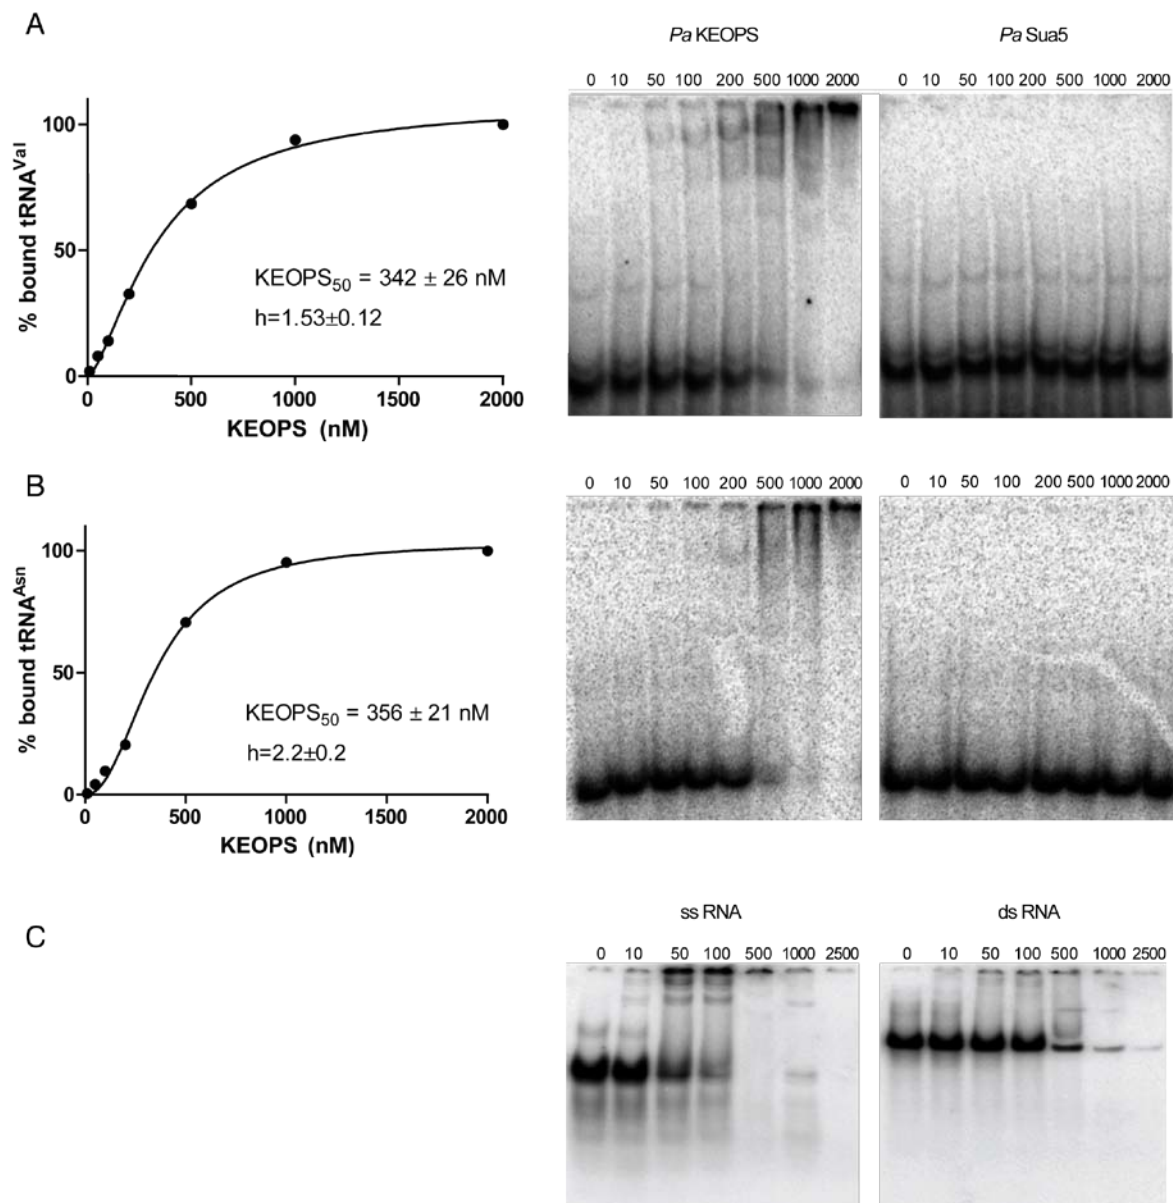 A
Pa KEOPS
Pa Sua5
0 10 50 100 200 500 1000 2000
0 10 50 100 200 500 1000 2000
100
50
0
% bound tRNA^Val
KEOPS₅₀ = 342 ± 26 nM
h=1.53±0.12
0 500 1000 1500 2000
KEOPS (nM)
B
0 10 50 100 200 500 1000 2000
0 10 50 100 200 500 1000 2000
100
50
0
% bound tRNA^Asn
KEOPS₅₀ = 356 ± 21 nM
h=2.2±0.2
0 500 1000 1500 2000
KEOPS (nM)
C
ss RNA
ds RNA
0 10 50 100 500 1000 2500
0 10 50 100 500 1000 2500